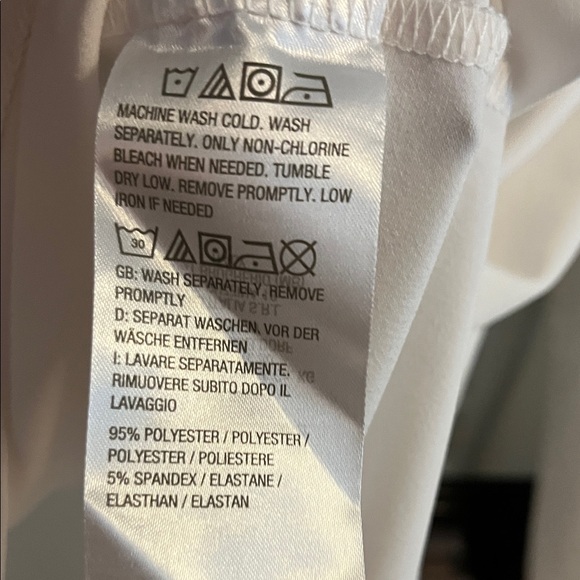 MACHINE WASH COLD. WASH
SEPARATELY. ONLY NON-CHLORINE
BLEACH WHEN NEEDED. TUMBLE
DRY LOW. REMOVE PROMPTLY. LOW
IRON IF NEEDED
30
GB: WASH SEPARATELY, REMOVE
PROMPTLY
D: SEPARAT WASCHEN, VOR DER
WÄSCHE ENTFERNEN
I: LAVARE SEPARATAMENTE.
RIMUOVERE SUBITO DOPO IL
LAVAGGIO
95% POLYESTER / POLYESTER /
POLYESTER / POLIESTERE
5% SPANDEX / ELASTANE /
ELASTHAN / ELASTAN